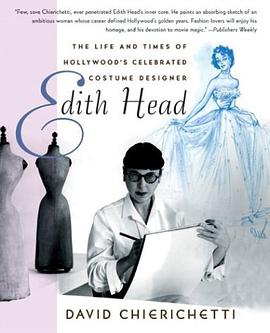 "Few, save Chierichetti, ever penetrated Edith Head's inner core. He paints an absorbing sketch of an
ambitious woman whose career defined Hollywood's golden years. Fashion lovers will enjoy his
homage, and his devotion to movie magic." —Publishers Weekly
THE LIFE AND TIMES OF
HOLLYWOOD'S CELEBRATED
COSTUME DESIGNER
Edith Head
DAVID CHIERICHETTI